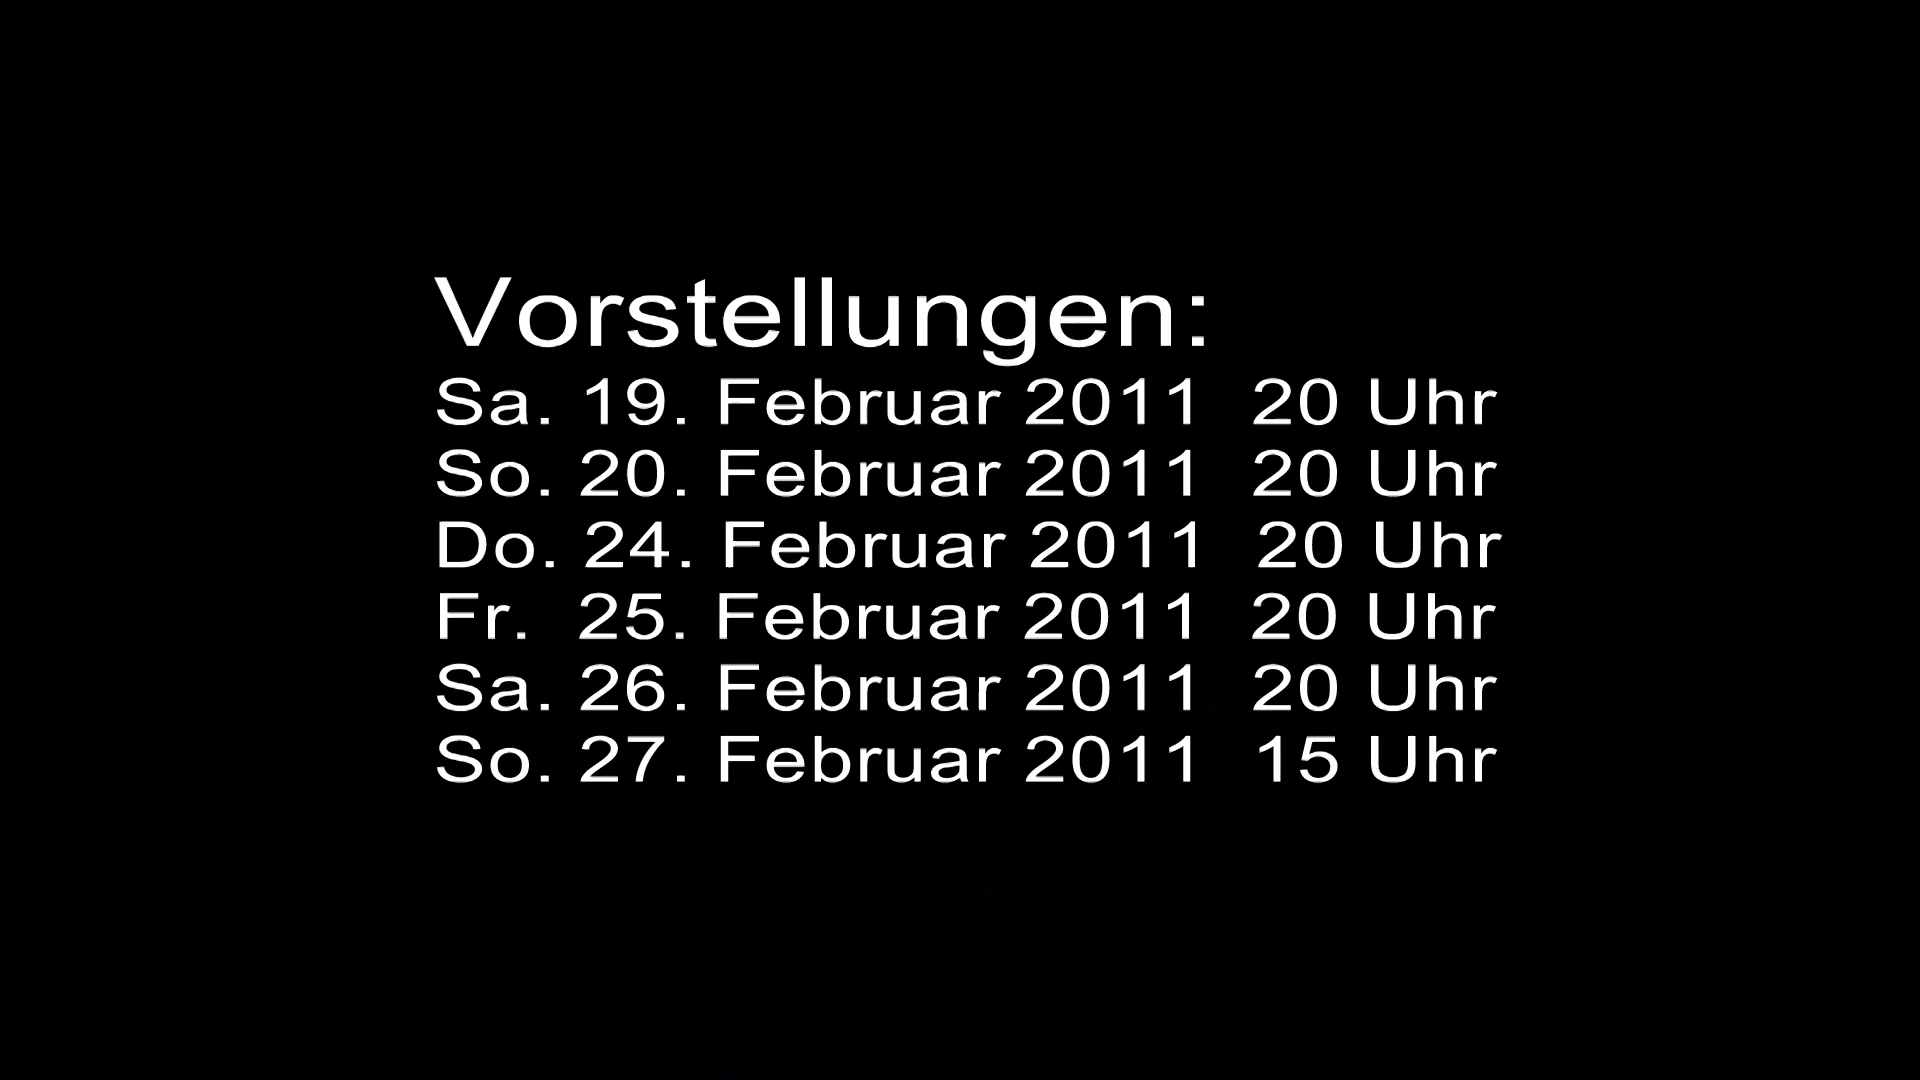 Vorstellungen:
Sa. 19. Februar 2011  20 Uhr
So. 20. Februar 2011  20 Uhr
Do. 24. Februar 2011  20 Uhr
Fr.  25. Februar 2011  20 Uhr
Sa. 26. Februar 2011  20 Uhr
So. 27. Februar 2011  15 Uhr